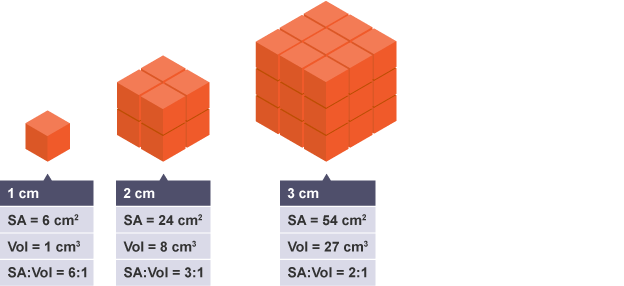 1 cm
SA = 6 cm²
Vol = 1 cm³
SA:Vol = 6:1
2 cm
SA = 24 cm²
Vol = 8 cm³
SA:Vol = 3:1
3 cm
SA = 54 cm²
Vol = 27 cm³
SA:Vol = 2:1